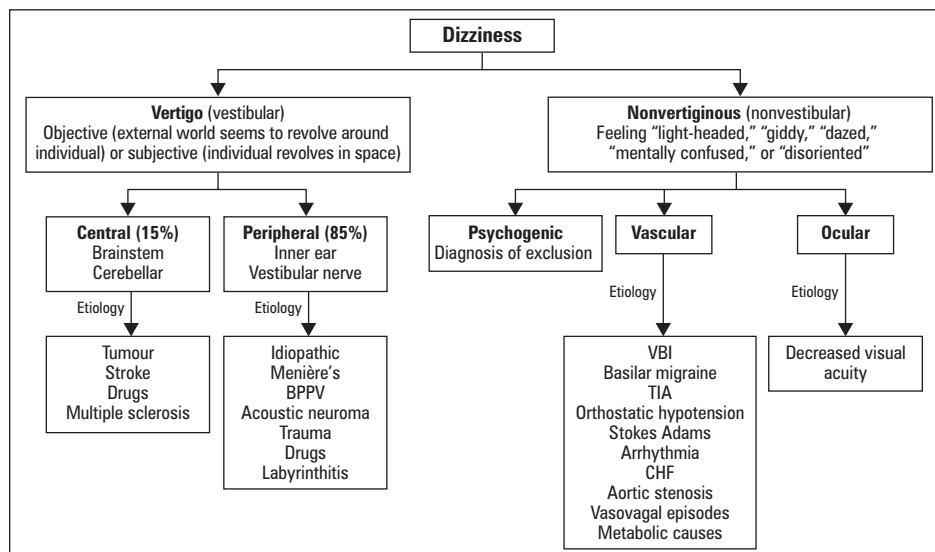 Dizziness
Vertigo (vestibular)
Objective (external world seems to revolve around
individual) or subjective (individual revolves in space)
Nonvertiginous (nonvestibular)
Feeling “light-headed,” “giddy,” “dazed,”
“mentally confused,” or “disoriented”
Central (15%)
Brainstem
Cerebellar
Peripheral (85%)
Inner ear
Vestibular nerve
Psychogenic
Diagnosis of exclusion
Vascular
Ocular
Etiology
Etiology
Etiology
Etiology
Tumour
Stroke
Drugs
Multiple sclerosis
Idiopathic
Menière's
BPPV
Acoustic neuroma
Trauma
Drugs
Labyrinthitis
VBI
Basilar migraine
TIA
Orthostatic hypotension
Stokes Adams
Arrhythmia
CHF
Aortic stenosis
Vasovagal episodes
Metabolic causes
Decreased visual
acuity